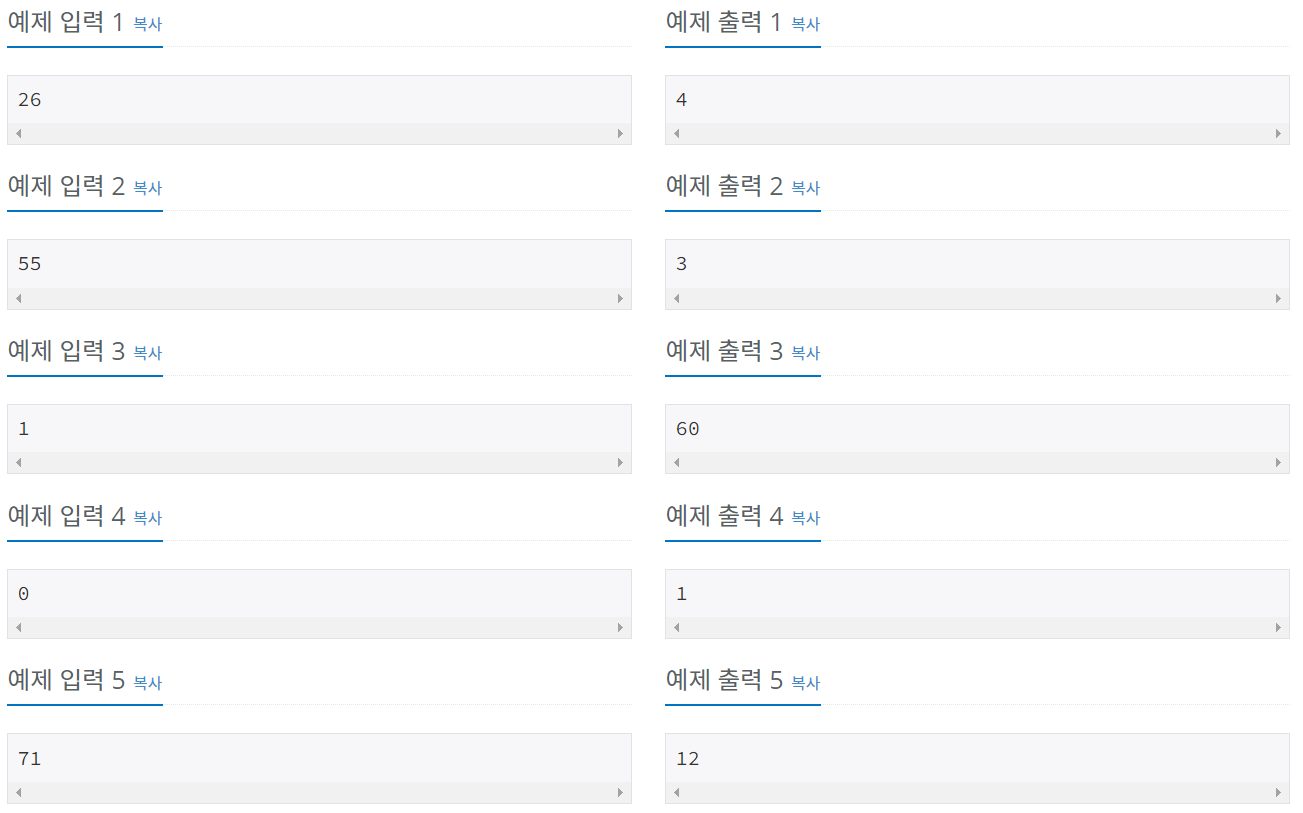 예제 입력 1 복사
예제 출력 1 복사
26
4
예제 입력 2 복사
예제 출력 2 복사
55
3
예제 입력 3 복사
예제 출력 3 복사
1
60
예제 입력 4 복사
예제 출력 4 복사
0
1
예제 입력 5 복사
예제 출력 5 복사
71
12